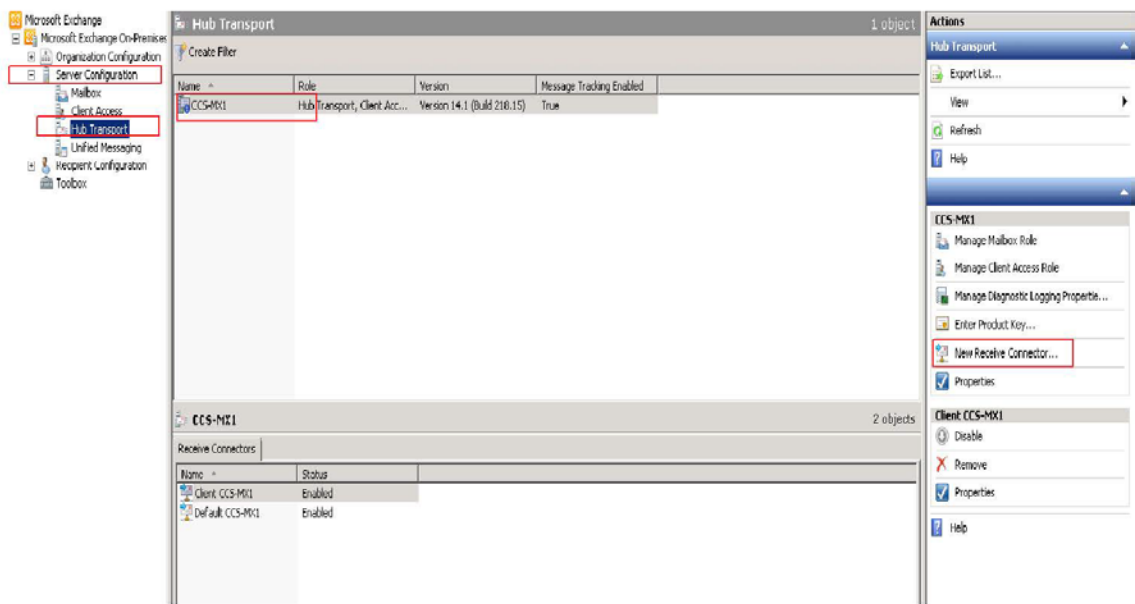 Microsoft Exchange
Microsoft Exchange On-Premises
Organization Configuration
Server Configuration
Mailbox
Client Access
Hub Transport
Unified Messaging
Recipient Configuration
Toolbox
Hub Transport 1 object
Create Filter
Name Role Version Message Tracking Enabled
CCS-MX1 Hub Transport, Client Acc... Version 14.1 (Build 218.15) True
CCS-MX1 2 objects
Receive Connectors
Name Status
Client CCS-MX1 Enabled
Default CCS-MX1 Enabled
Actions
Hub Transport
Export List...
View
Refresh
Help
CCS-MX1
Manage Mailbox Role
Manage Client Access Role
Manage Diagnostic Logging Propertie...
Enter Product Key...
New Receive Connector...
Properties
Client CCS-MX1
Disable
Remove
Properties
Help